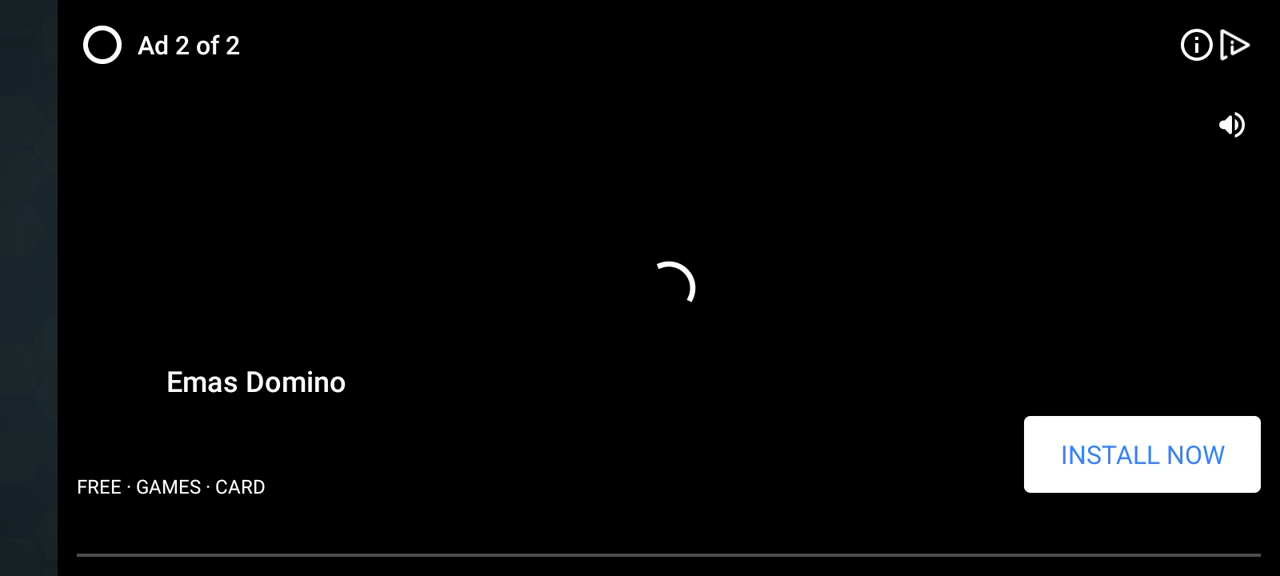 Ad 2 of 2
Emas Domino
INSTALL NOW
FREE · GAMES · CARD